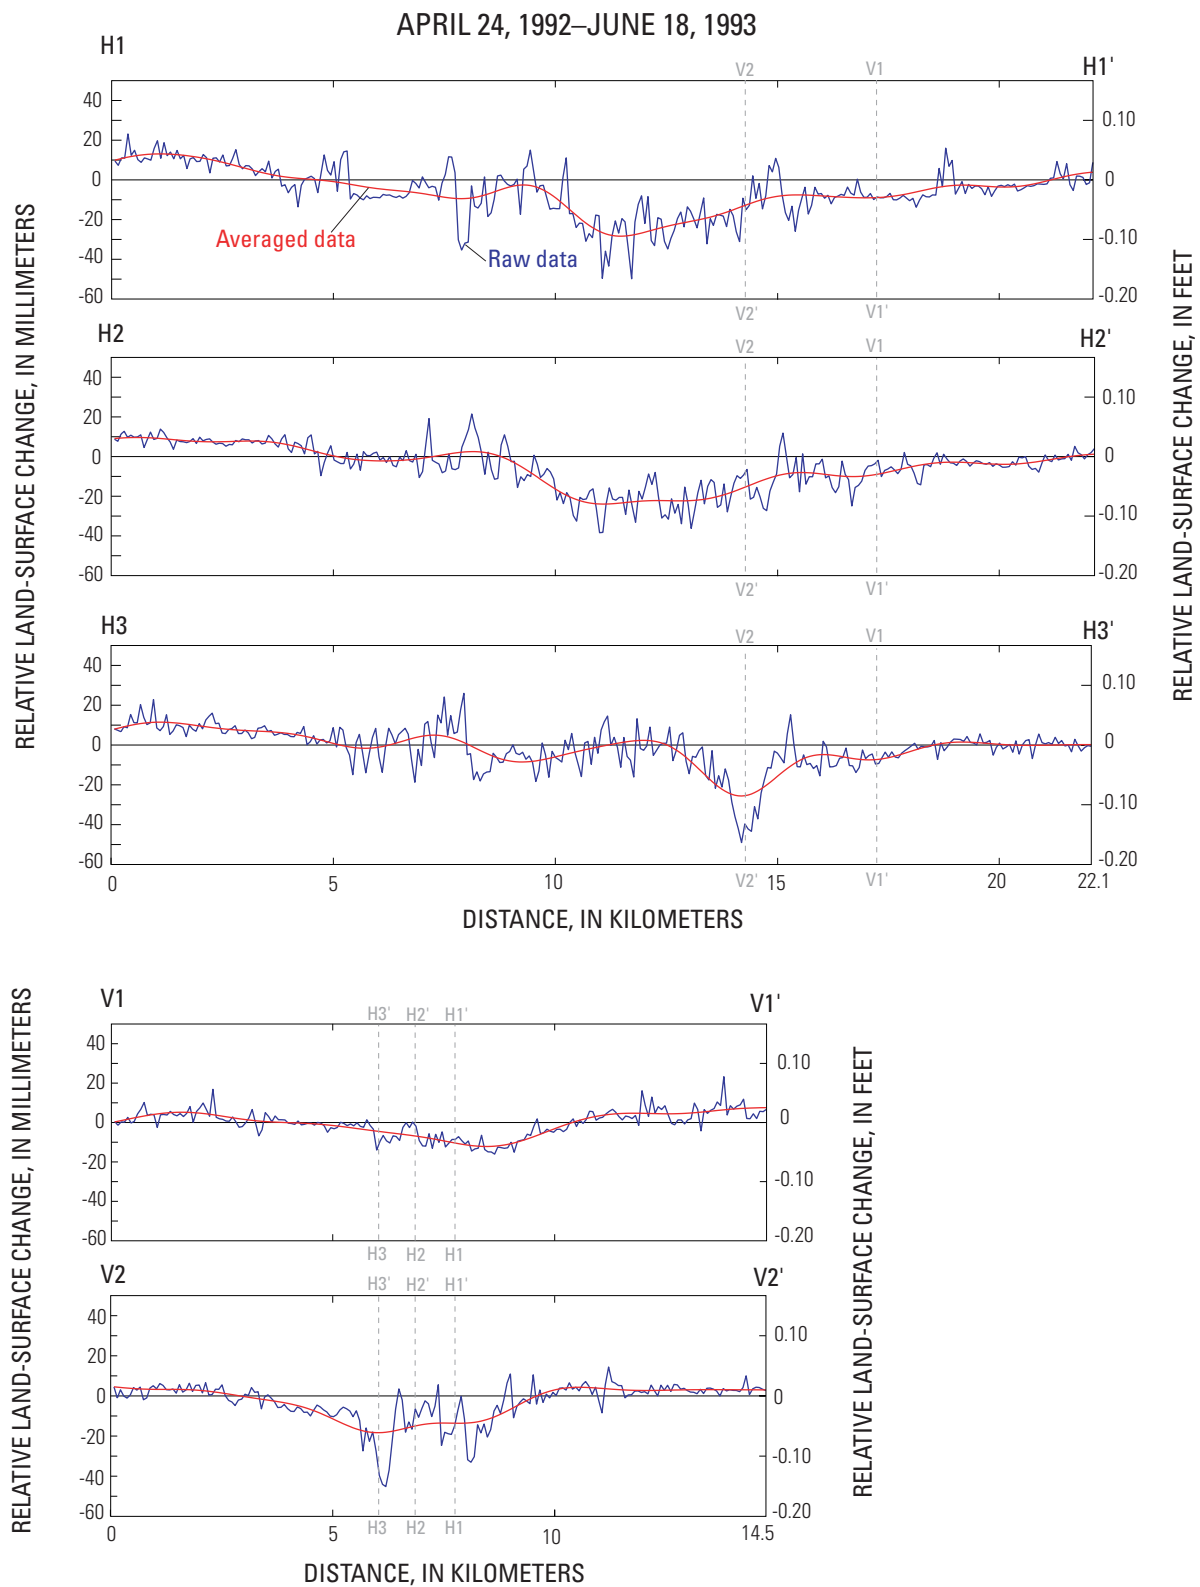 APRIL 24, 1992–JUNE 18, 1993
H1
V2
V1
H1'
40
20
0
-20
-40
-60
0.10
0
-0.10
-0.20
Averaged data
Raw data
V2'
V1'
H2
V2
V1
H2'
40
20
0
-20
-40
-60
0.10
0
-0.10
-0.20
V2'
V1'
H3
V2
V1
H3'
40
20
0
-20
-40
-60
0.10
0
-0.10
-0.20
V2'
V1'
0
5
10
15
20
22.1
DISTANCE, IN KILOMETERS
RELATIVE LAND-SURFACE CHANGE, IN MILLIMETERS
RELATIVE LAND-SURFACE CHANGE, IN FEET
V1
H3'
H2'
H1'
V1'
40
20
0
-20
-40
-60
0.10
0
-0.10
-0.20
H3
H2
H1
V2
H3'
H2'
H1'
V2'
40
20
0
-20
-40
-60
0.10
0
-0.10
-0.20
H3
H2
H1
0
5
10
14.5
DISTANCE, IN KILOMETERS
RELATIVE LAND-SURFACE CHANGE, IN MILLIMETERS
RELATIVE LAND-SURFACE CHANGE, IN FEET